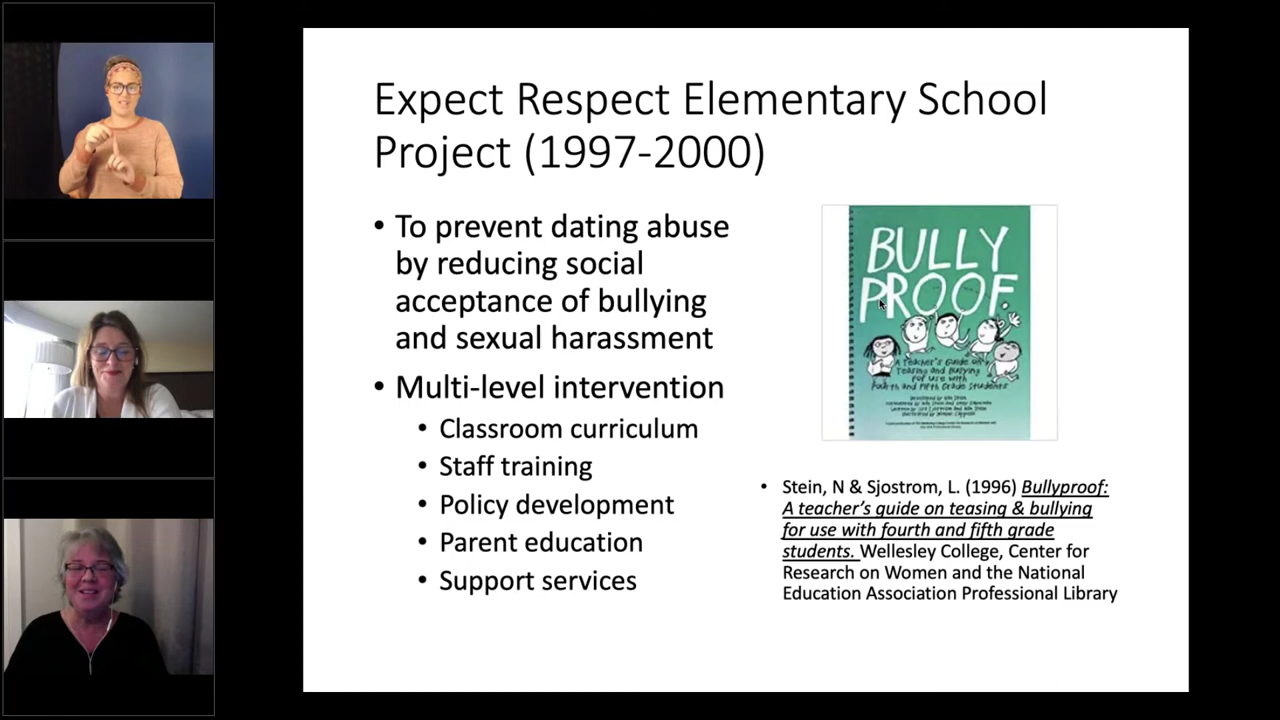 Expect Respect Elementary School
Project (1997-2000)
• To prevent dating abuse
by reducing social
acceptance of bullying
and sexual harassment
• Multi-level intervention
• Classroom curriculum
• Staff training
• Policy development
• Parent education
• Support services
BULLY
PROOF
A Teacher's Guide on
Teasing and Bullying
For Use with
Fourth and Fifth Grade Students
• Stein, N & Sjostrom, L. (1996) Bullyproof:
A teacher’s guide on teasing & bullying
for use with fourth and fifth grade
students. Wellesley College, Center for
Research on Women and the National
Education Association Professional Library